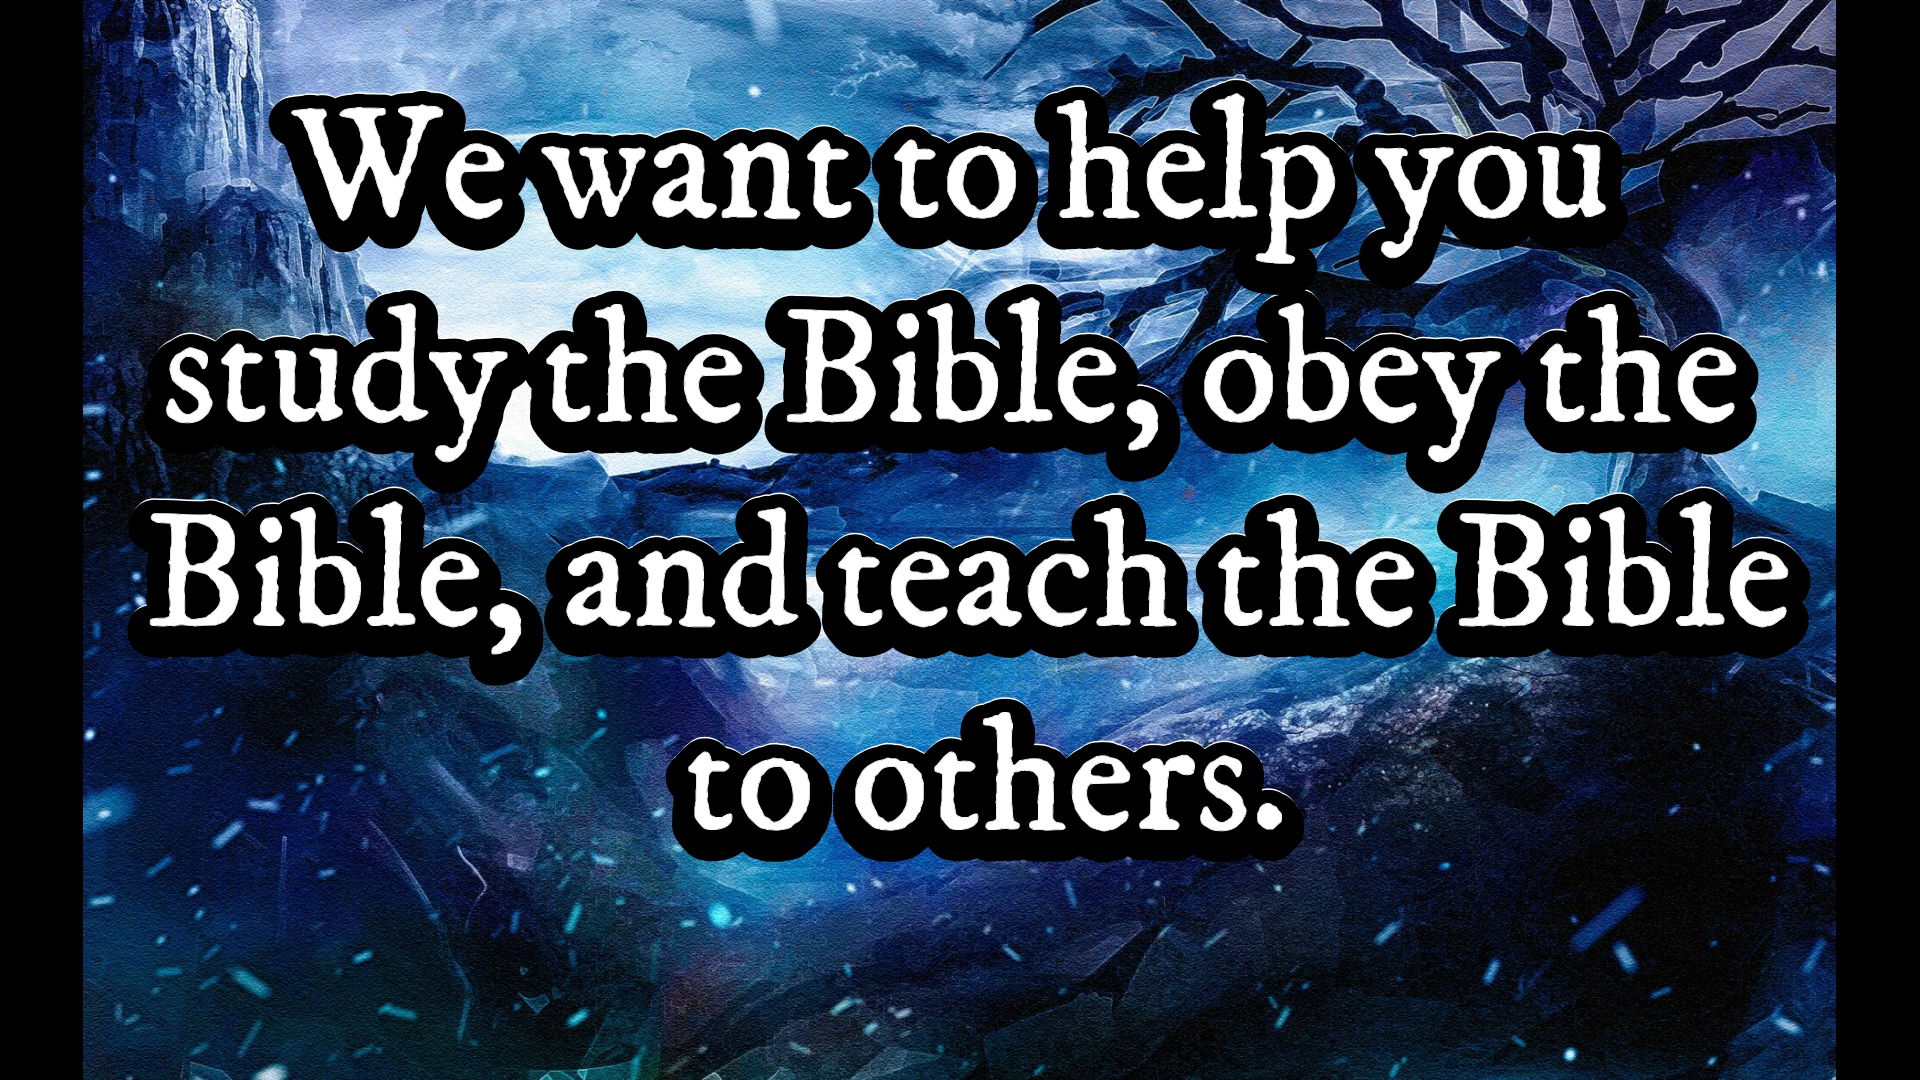 We want to help you
study the Bible, obey the
Bible, and teach the Bible
to others.